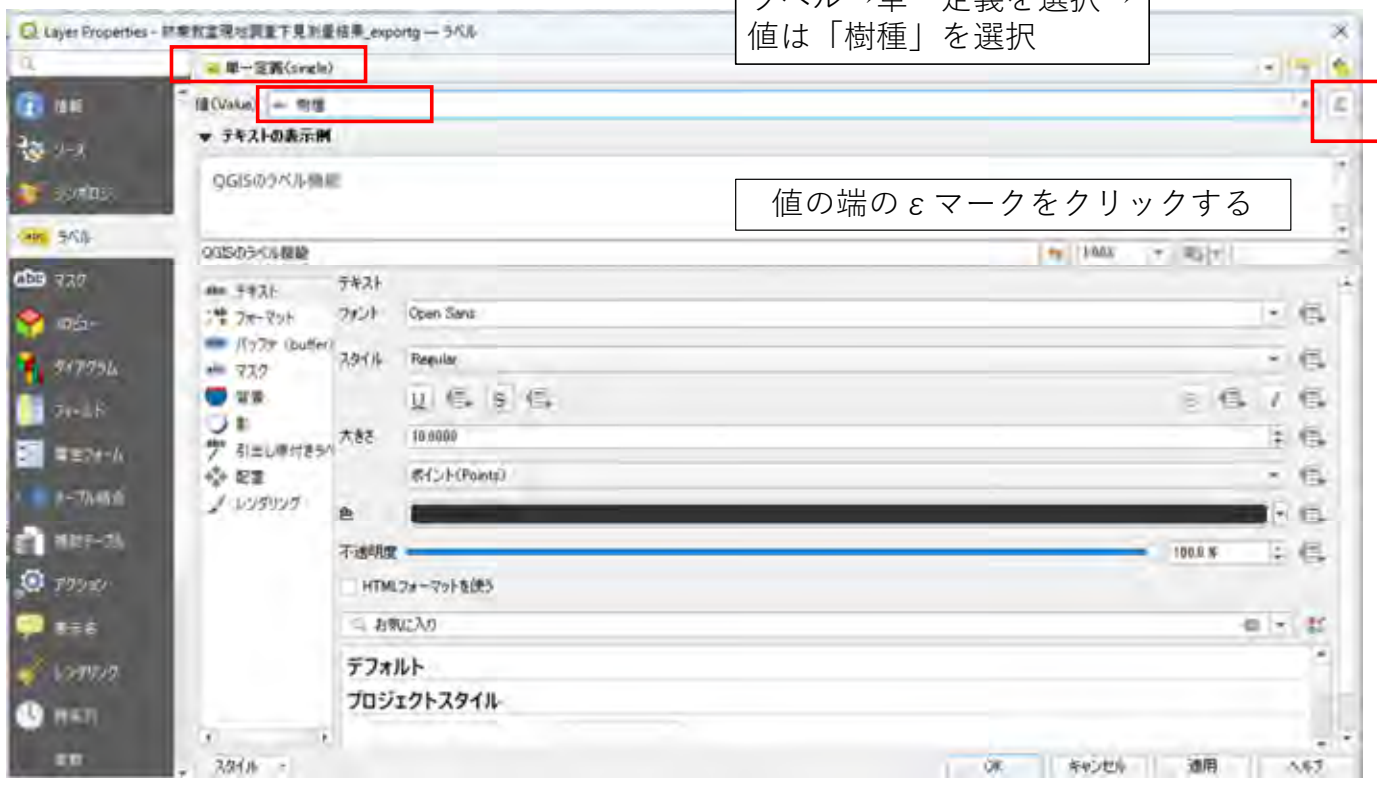 ラベル→単一定義を選択→
値は「樹種」を選択
Layer Properties - 林業教室現地調査下見測量結果_exportg — ラベル
単一定義(single)
情報
値(Value)
樹種
ソース
テキストの表示例
シンボロジ
QGISのラベル機能
値の端のεマークをクリックする
ラベル
QGISのラベル機能
マスク
テキスト
テキスト
フォーマット
フォント
Open Sans
3Dビュー
バッファ (buffer)
スタイル
Regular
ダイアグラム
マスク
背景
U
S
フィールド
影
大きさ
10.0000
属性フォーム
引出し線付きラベ
配置
ポイント(Points)
テーブル結合
レンダリング
色
補助テーブル
不透明度
100.0 %
アクション
HTMLフォーマットを使う
表示名
お気に入り
レンダリング
デフォルト
プロジェクトスタイル
時系列
変数
スタイル
OK
キャンセル
適用
ヘルプ